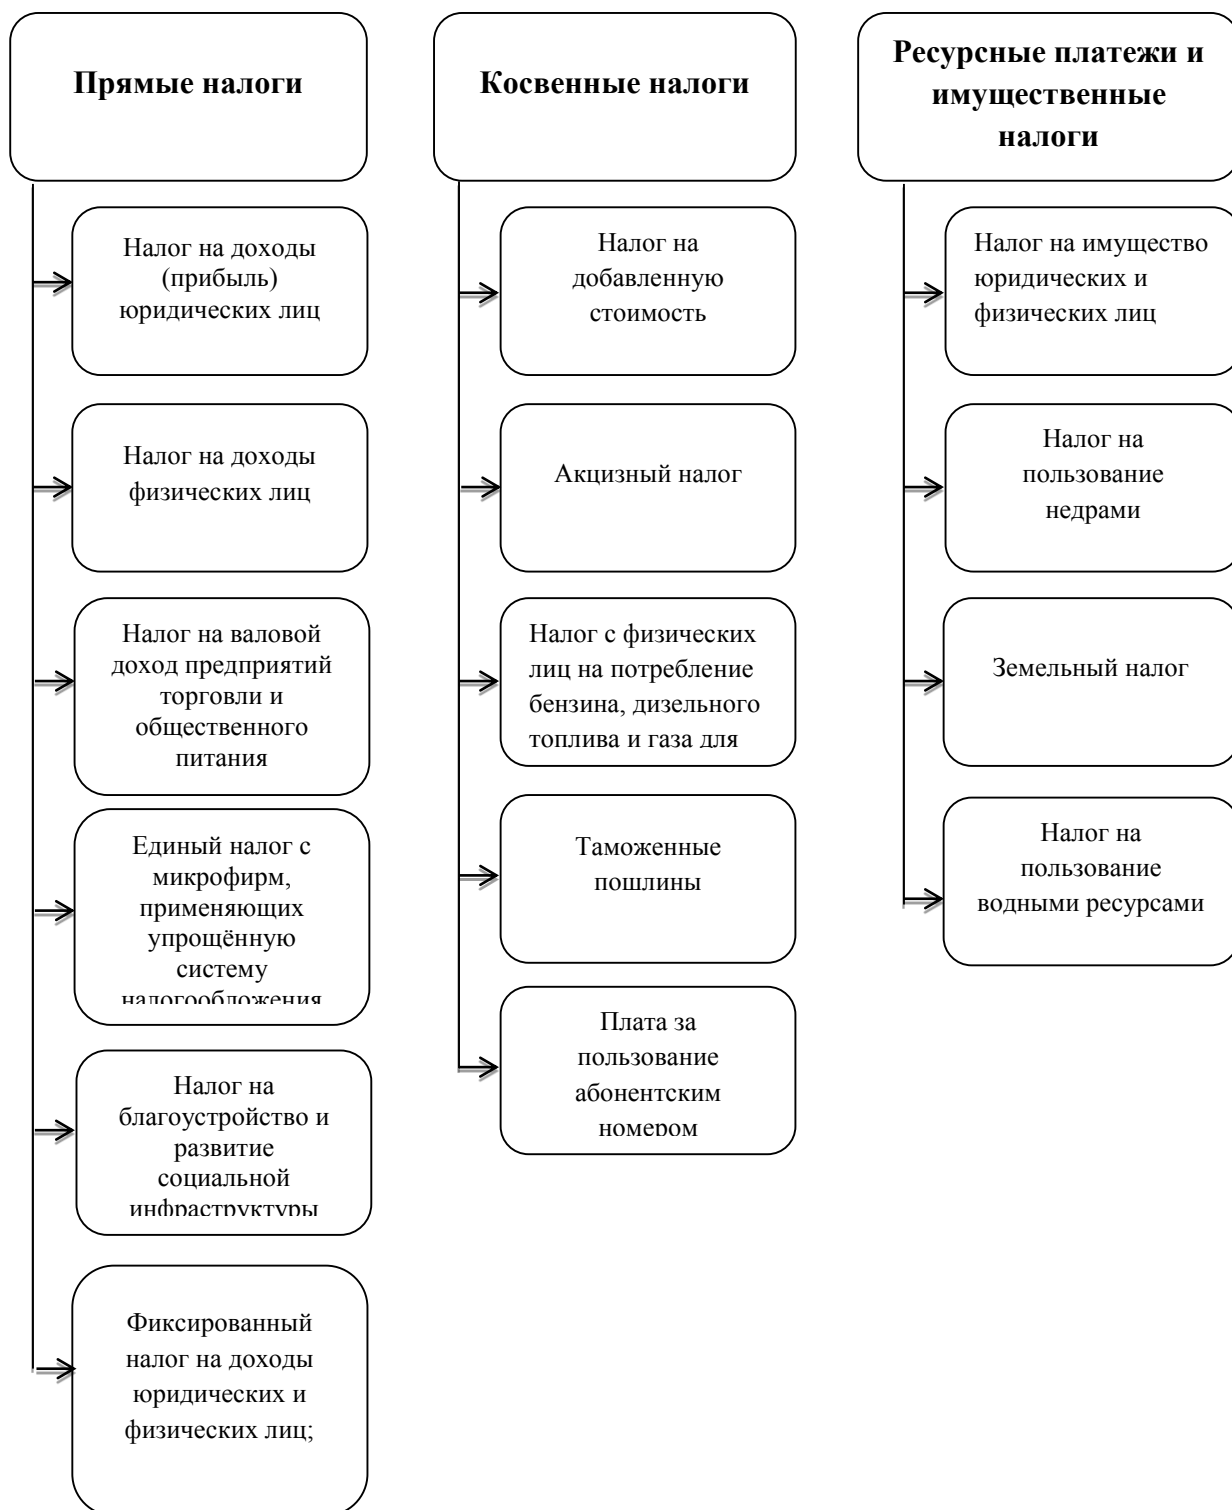 Прямые налоги
Налог на доходы
(прибыль)
юридических лиц
Налог на доходы
физических лиц
Налог на валовой
доход предприятий
торговли и
общественного
питания
Единый налог с
микрофирм,
применяющих
упрощённую
систему
налогообложения
Налог на
благоустройство и
развитие
социальной
инфраструктуры
Фиксированный
налог на доходы
юридических и
физических лиц;
Косвенные налоги
Налог на
добавленную
стоимость
Акцизный налог
Налог с физических
лиц на потребление
бензина, дизельного
топлива и газа для
Таможенные
пошлины
Плата за
пользование
абонентским
номером
Ресурсные платежи и
имущественные
налоги
Налог на имущество
юридических и
физических лиц
Налог на
пользование
недрами
Земельный налог
Налог на
пользование
водными ресурсами